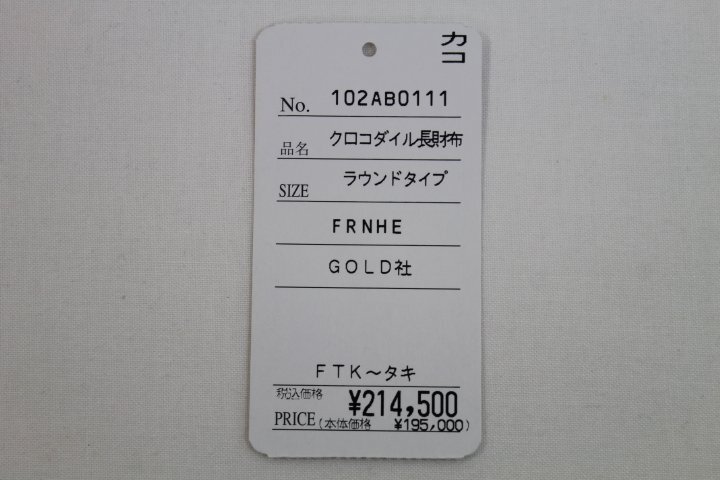 カコ
No. 102AB0111
品名 クロコダイル長財布
SIZE ラウンドタイプ
FRNHE
GOLD社
FTK～タキ
税込価格 ¥214,500
PRICE (本体価格 ¥195,000)